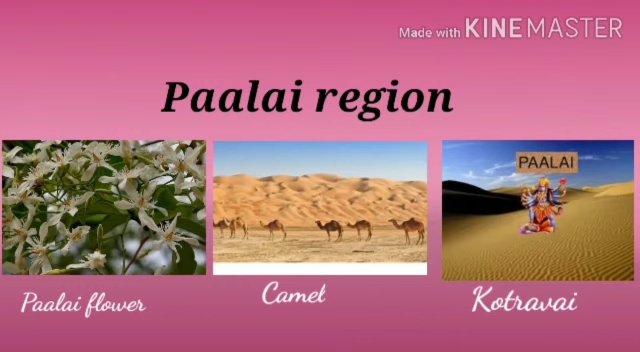 Made with KINEMASTER
Paalai region
PAALAI
Paalai flower
Camel
Kotravai